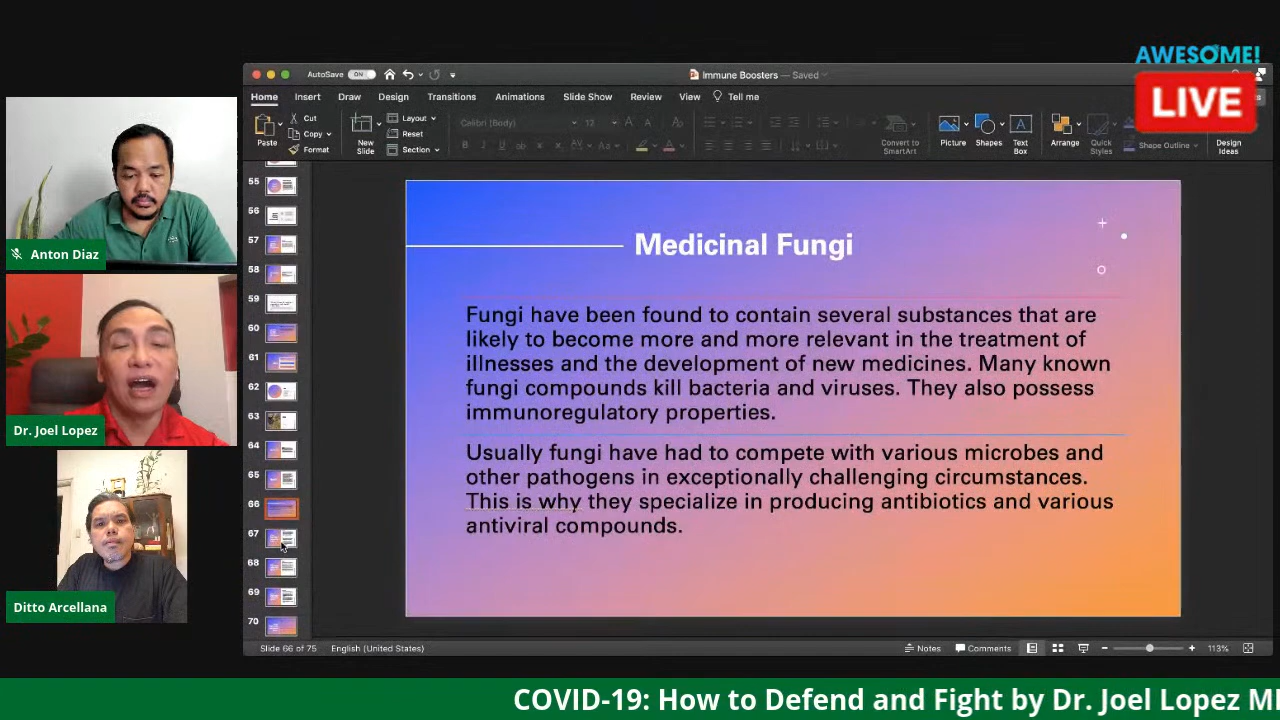 AWESOME!
LIVE
AutoSave ON
Immune Boosters — Saved
Home Insert Draw Design Transitions Animations Slide Show Review View Tell me
Paste
Cut
Copy
Format
New
Slide
Layout
Reset
Section
Calibri (Body)
12
Convert to
SmartArt
Picture
Shapes
Text
Box
Arrange
Quick
Styles
Shape Outline
Design
Ideas
55
56
57
58
59
60
61
62
63
64
65
66
67
68
69
70
Medicinal Fungi
Fungi have been found to contain several substances that are
likely to become more and more relevant in the treatment of
illnesses and the development of new medicines. Many known
fungi compounds kill bacteria and viruses. They also possess
immunoregulatory properties.
Usually fungi have had to compete with various microbes and
other pathogens in exceptionally challenging circumstances.
This is why they specialize in producing antibiotics and various
antiviral compounds.
Slide 66 of 75 English (United States) Notes Comments 113%
Anton Diaz
Dr. Joel Lopez
Ditto Arcellana
COVID-19: How to Defend and Fight by Dr. Joel Lopez M